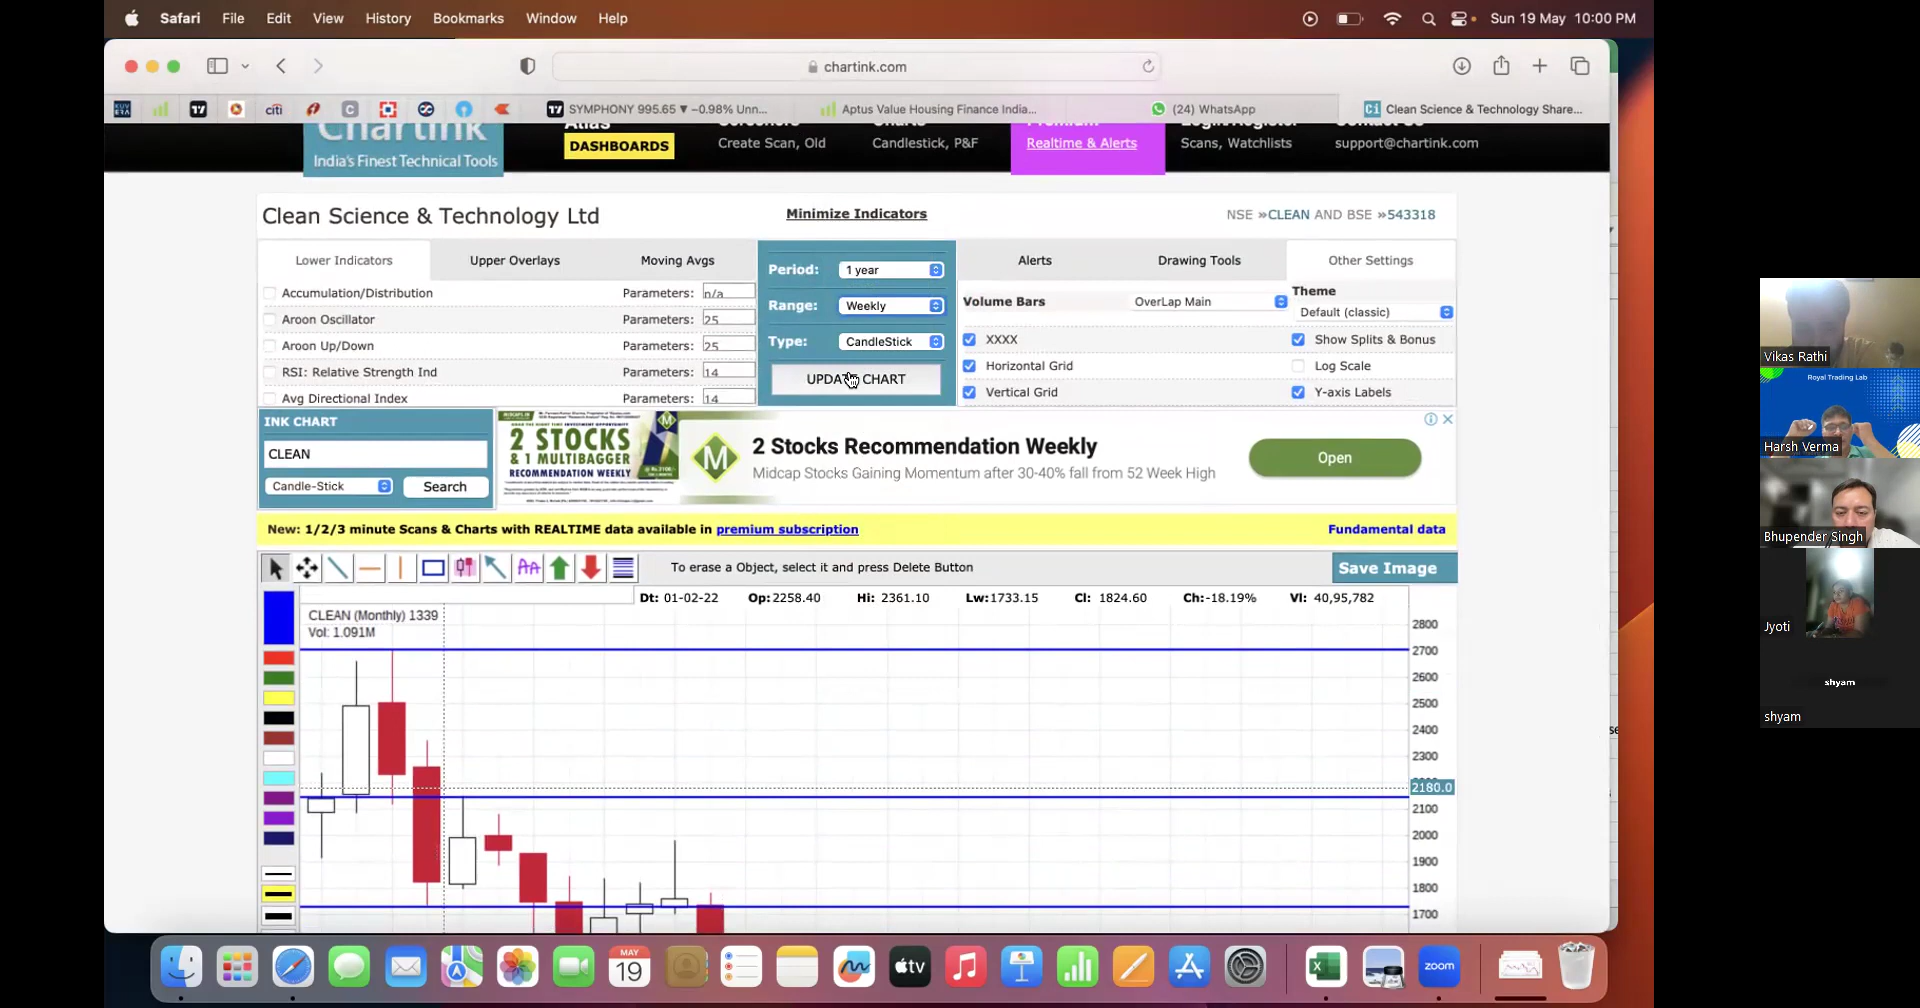 Safari File Edit View History Bookmarks Window Help Sun 19 May 10:00 PM
chartink.com
citi SYMPHONY 995.65 ▼ −0.98% Unn... Aptus Value Housing Finance India... (24) WhatsApp Clean Science & Technology Share...
Chartink
India's Finest Technical Tools
Atlas
DASHBOARDS
Create Scan, Old
Candlestick, P&F
Realtime & Alerts
Scans, Watchlists
support@chartink.com
Clean Science & Technology Ltd Minimize Indicators NSE »CLEAN AND BSE »543318
Lower Indicators Upper Overlays Moving Avgs
Accumulation/Distribution Parameters: n/a
Aroon Oscillator Parameters: 25
Aroon Up/Down Parameters: 25
RSI: Relative Strength Ind Parameters: 14
Avg Directional Index Parameters: 14
Period: 1 year
Range: Weekly
Type: CandleStick
UPDATE CHART
Alerts Drawing Tools Other Settings
Volume Bars OverLap Main
Theme
Default (classic)
XXXX Show Splits & Bonus
Horizontal Grid Log Scale
Vertical Grid Y-axis Labels
INK CHART
CLEAN
Candle-Stick Search
2 STOCKS
& 1 MULTIBAGGER
RECOMMENDATION WEEKLY
M
2 Stocks Recommendation Weekly
Midcap Stocks Gaining Momentum after 30-40% fall from 52 Week High
Open
New: 1/2/3 minute Scans & Charts with REALTIME data available in premium subscription Fundamental data
To erase a Object, select it and press Delete Button Save Image
Dt: 01-02-22 Op:2258.40 Hi: 2361.10 Lw:1733.15 Cl: 1824.60 Ch:-18.19% Vl: 40,95,782
CLEAN (Monthly) 1339
Vol: 1.091M
2800
2700
2600
2500
2400
2300
2180.0
2100
2000
1900
1800
1700
Vikas Rathi
Royal Trading Lab
Harsh Verma
Bhupender Singh
Jyoti
shyam
shyam
MAY
19
tv
zoom